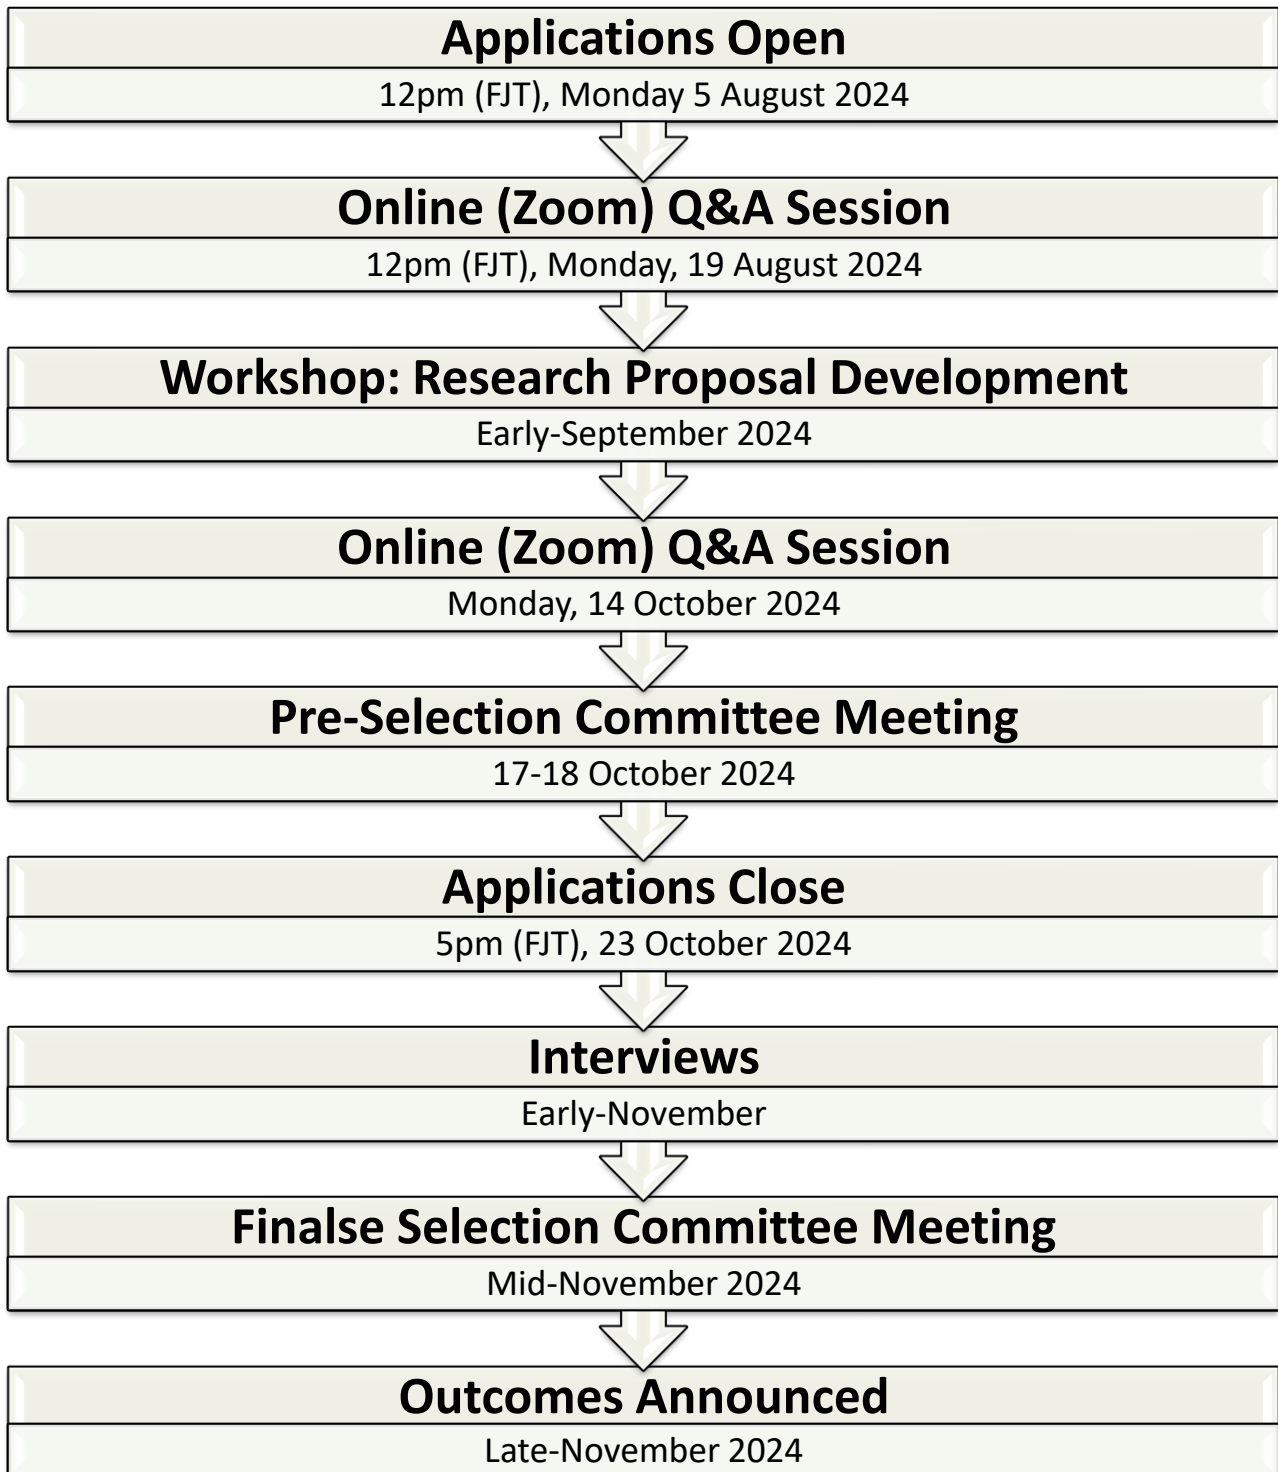 Applications Open
12pm (FJT), Monday 5 August 2024
Online (Zoom) Q&A Session
12pm (FJT), Monday, 19 August 2024
Workshop: Research Proposal Development
Early-September 2024
Online (Zoom) Q&A Session
Monday, 14 October 2024
Pre-Selection Committee Meeting
17-18 October 2024
Applications Close
5pm (FJT), 23 October 2024
Interviews
Early-November
Finalse Selection Committee Meeting
Mid-November 2024
Outcomes Announced
Late-November 2024